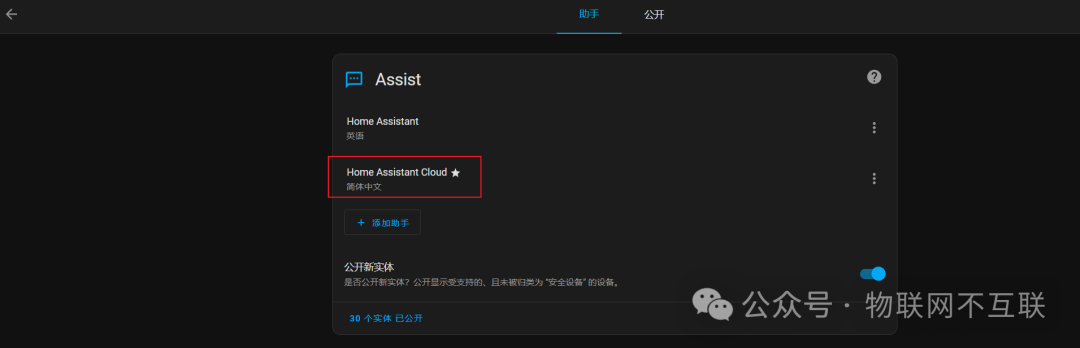 助手 公开
Assist
Home Assistant
英语
Home Assistant Cloud
简体中文
+ 添加助手
公开新实体
是否公开新实体？公开显示受支持的、且未被归类为 "安全设备" 的设备。
30 个实体 已公开
公众号 · 物联网不互联